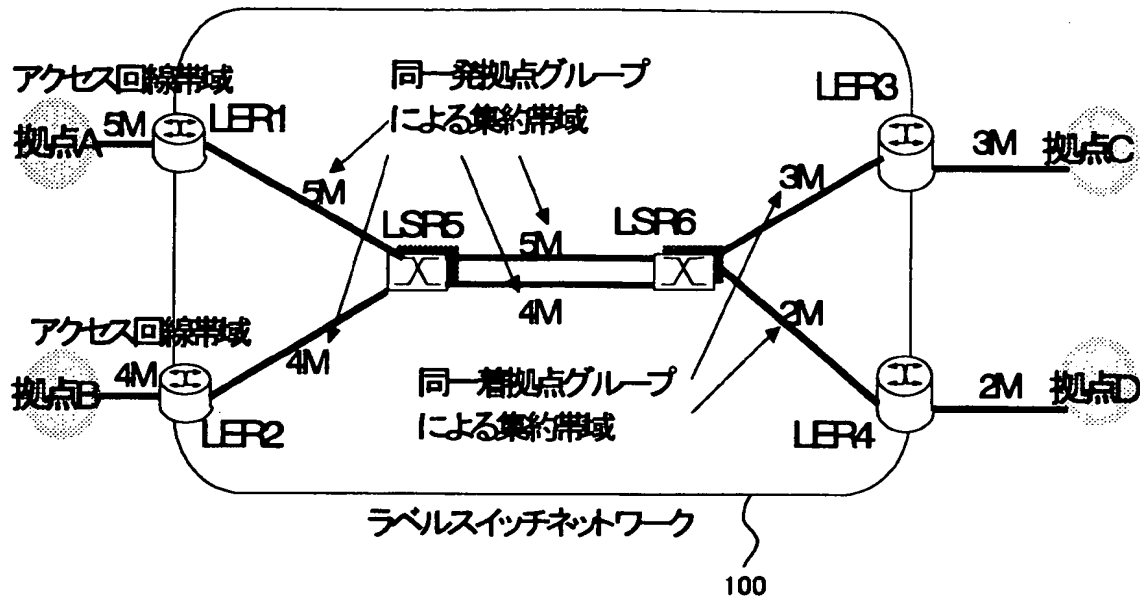 アクセス回線帯域
拠点A
5M
LER1
同一発拠点グループ
による集約帯域
LER3
3M
拠点C
5M
3M
LSR5
5M
LSR6
4M
2M
アクセス回線帯域
拠点B
4M
LER2
4M
同一着拠点グループ
による集約帯域
LER4
2M
拠点D
ラベルスイッチネットワーク
100